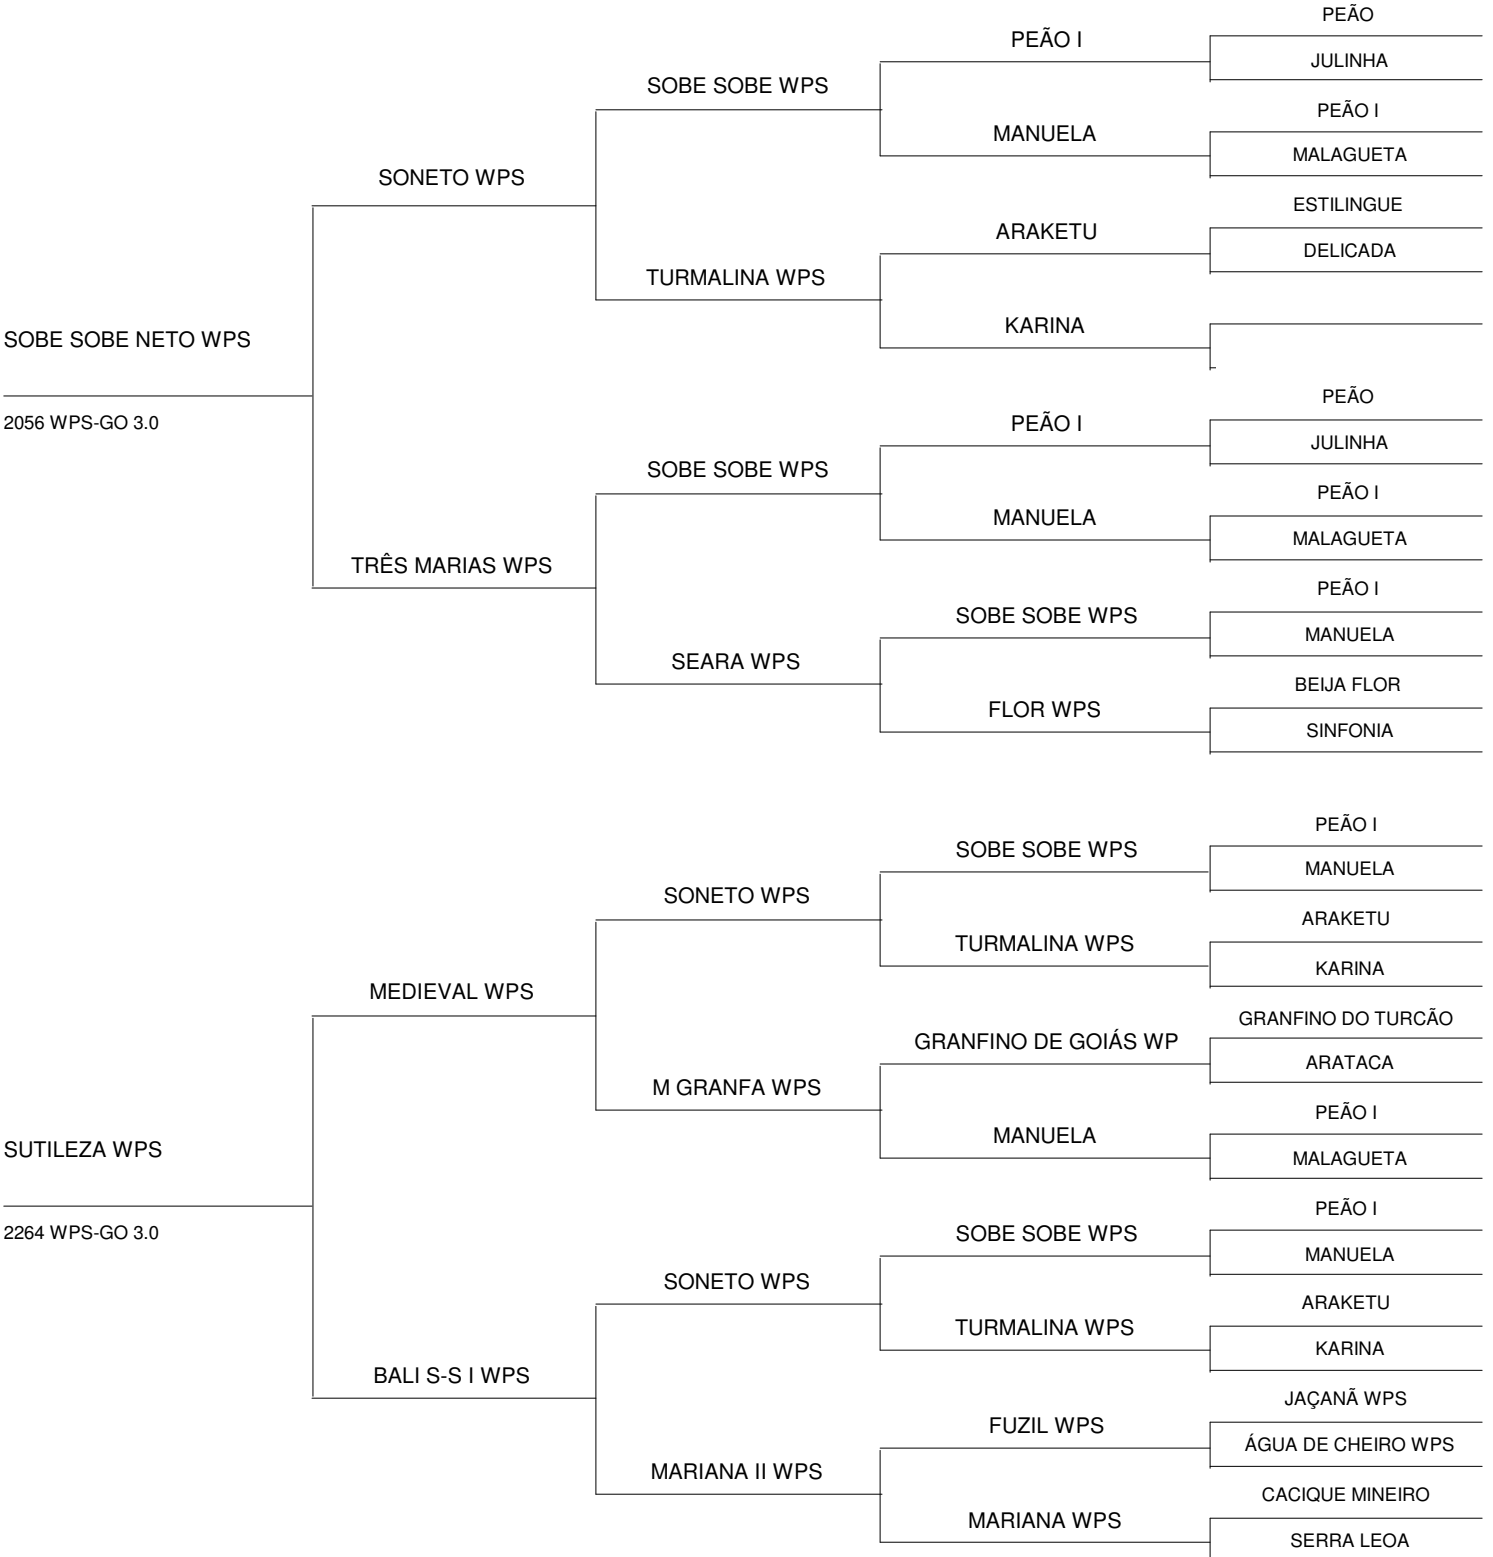 PEÃO
PEÃO I
JULINHA
SOBE SOBE WPS
PEÃO I
MANUELA
MALAGUETA
SONETO WPS
ESTILINGUE
ARAKETU
DELICADA
TURMALINA WPS
KARINA
SOBE SOBE NETO WPS
PEÃO
2056 WPS-GO 3.0
PEÃO I
JULINHA
SOBE SOBE WPS
PEÃO I
MANUELA
MALAGUETA
TRÊS MARIAS WPS
PEÃO I
SOBE SOBE WPS
MANUELA
SEARA WPS
BEIJA FLOR
FLOR WPS
SINFONIA
PEÃO I
SOBE SOBE WPS
MANUELA
SONETO WPS
ARAKETU
TURMALINA WPS
KARINA
MEDIEVAL WPS
GRANFINO DO TURCÃO
GRANFINO DE GOIÁS WP
ARATACA
M GRANFA WPS
PEÃO I
MANUELA
MALAGUETA
SUTILEZA WPS
PEÃO I
2264 WPS-GO 3.0
SOBE SOBE WPS
MANUELA
SONETO WPS
ARAKETU
TURMALINA WPS
KARINA
BALI S-S I WPS
JAÇANÃ WPS
FUZIL WPS
ÁGUA DE CHEIRO WPS
MARIANA II WPS
CACIQUE MINEIRO
MARIANA WPS
SERRA LEOA